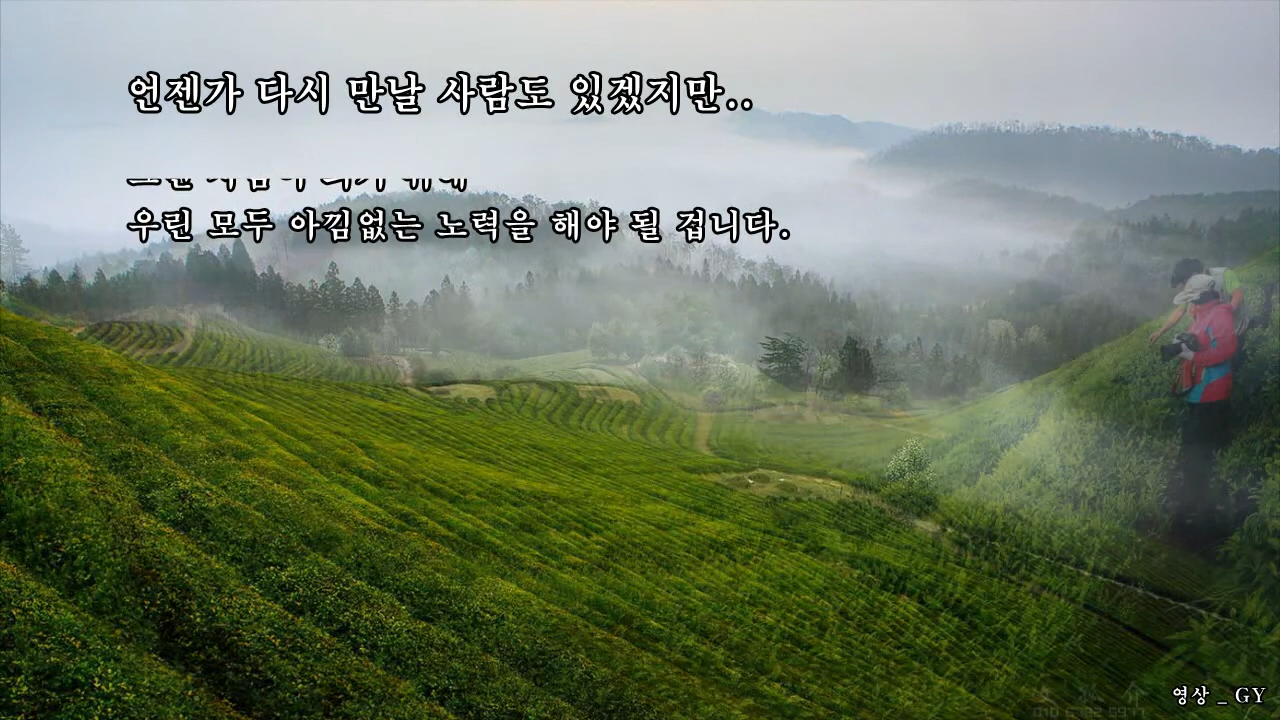 언젠가 다시 만날 사람도 있겠지만..
우린 모두 아낌없는 노력을 해야 될 겁니다.
영상 _ GY